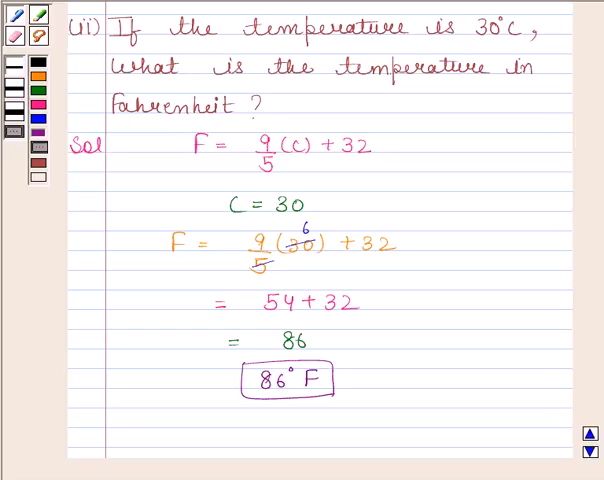 (ii) If the temperature is 30°C,
What is the temperature in
Fahrenheit ?
Sol F = 9/5 (C) + 32
C = 30
6
F = 9/5 (30) + 32
= 54 + 32
= 86
86° F